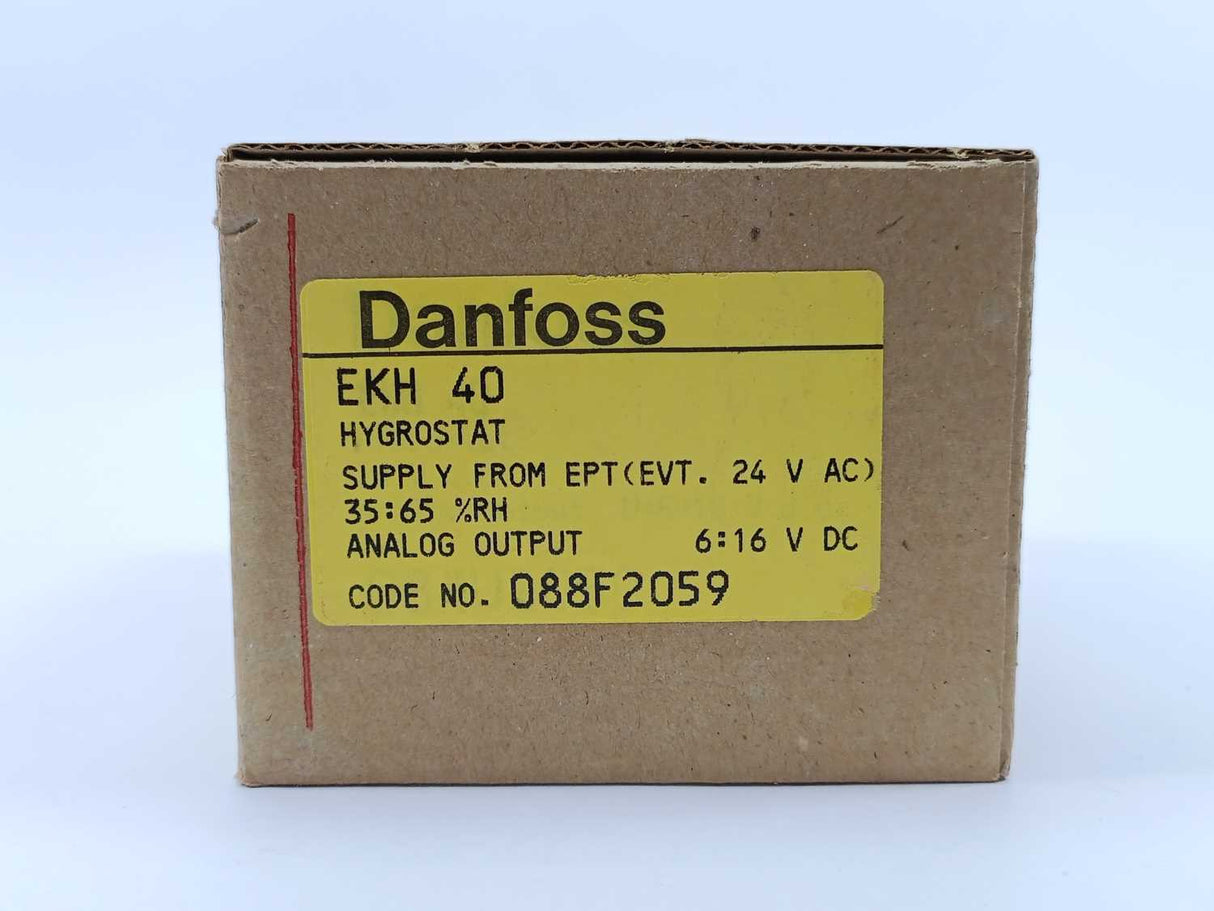 Danfoss
EKH 40
HYGROSTAT
SUPPLY FROM EPT(EVT. 24 V AC)
35:65 %RH
ANALOG OUTPUT 6:16 V DC
CODE NO. 088F2059